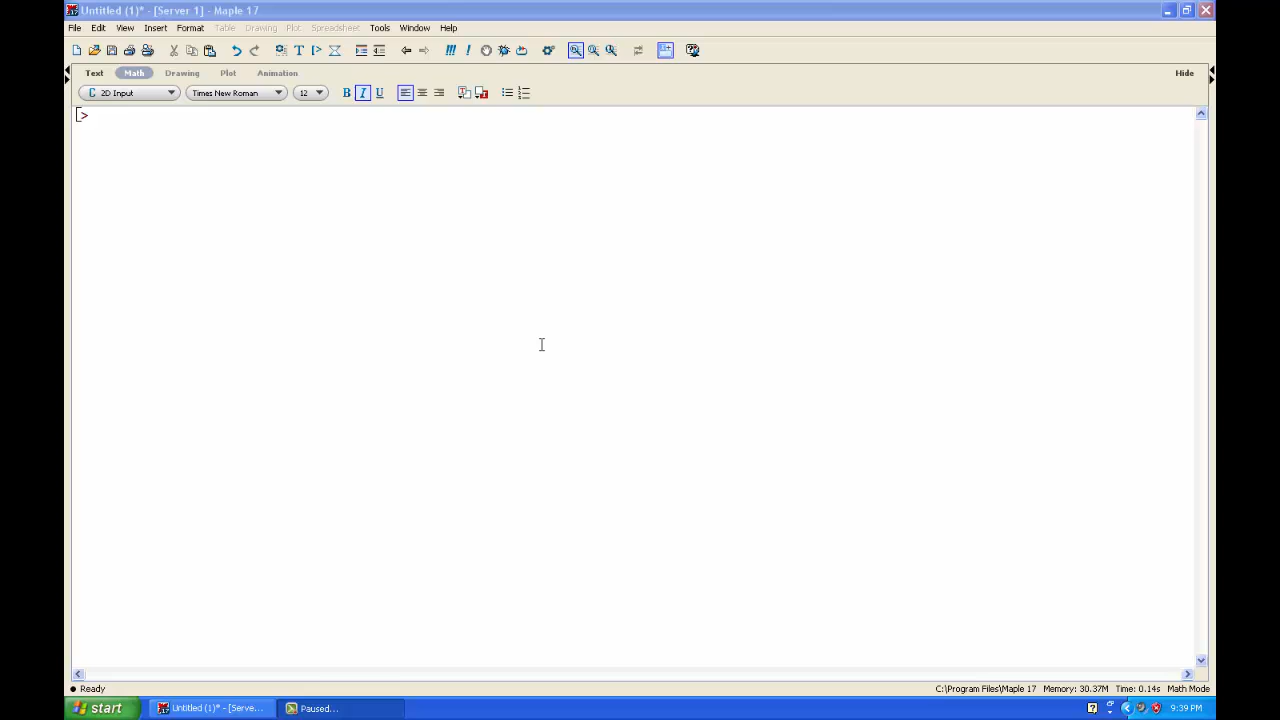 Untitled (1)* - [Server 1] - Maple 17
File Edit View Insert Format Table Drawing Plot Spreadsheet Tools Window Help
Text Math Drawing Plot Animation Hide
C 2D Input Times New Roman 12 B I U
[>
Ready C:\Program Files\Maple 17 Memory: 30.37M Time: 0.14s Math Mode
start Untitled (1)* - [Serve... Paused... 9:39 PM